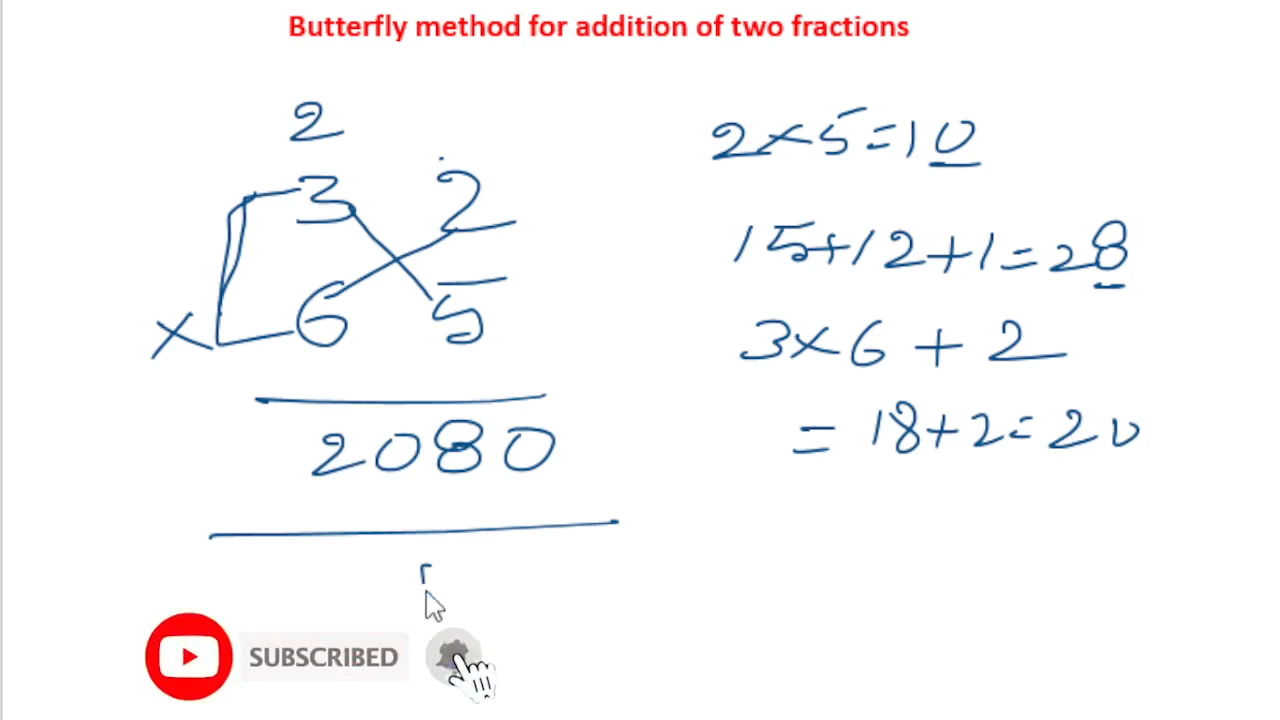 Butterfly method for addition of two fractions
2
3 2
× 6 5
2080
2×5=10
15+12+1=28
3×6+2
=18+2=20
SUBSCRIBED